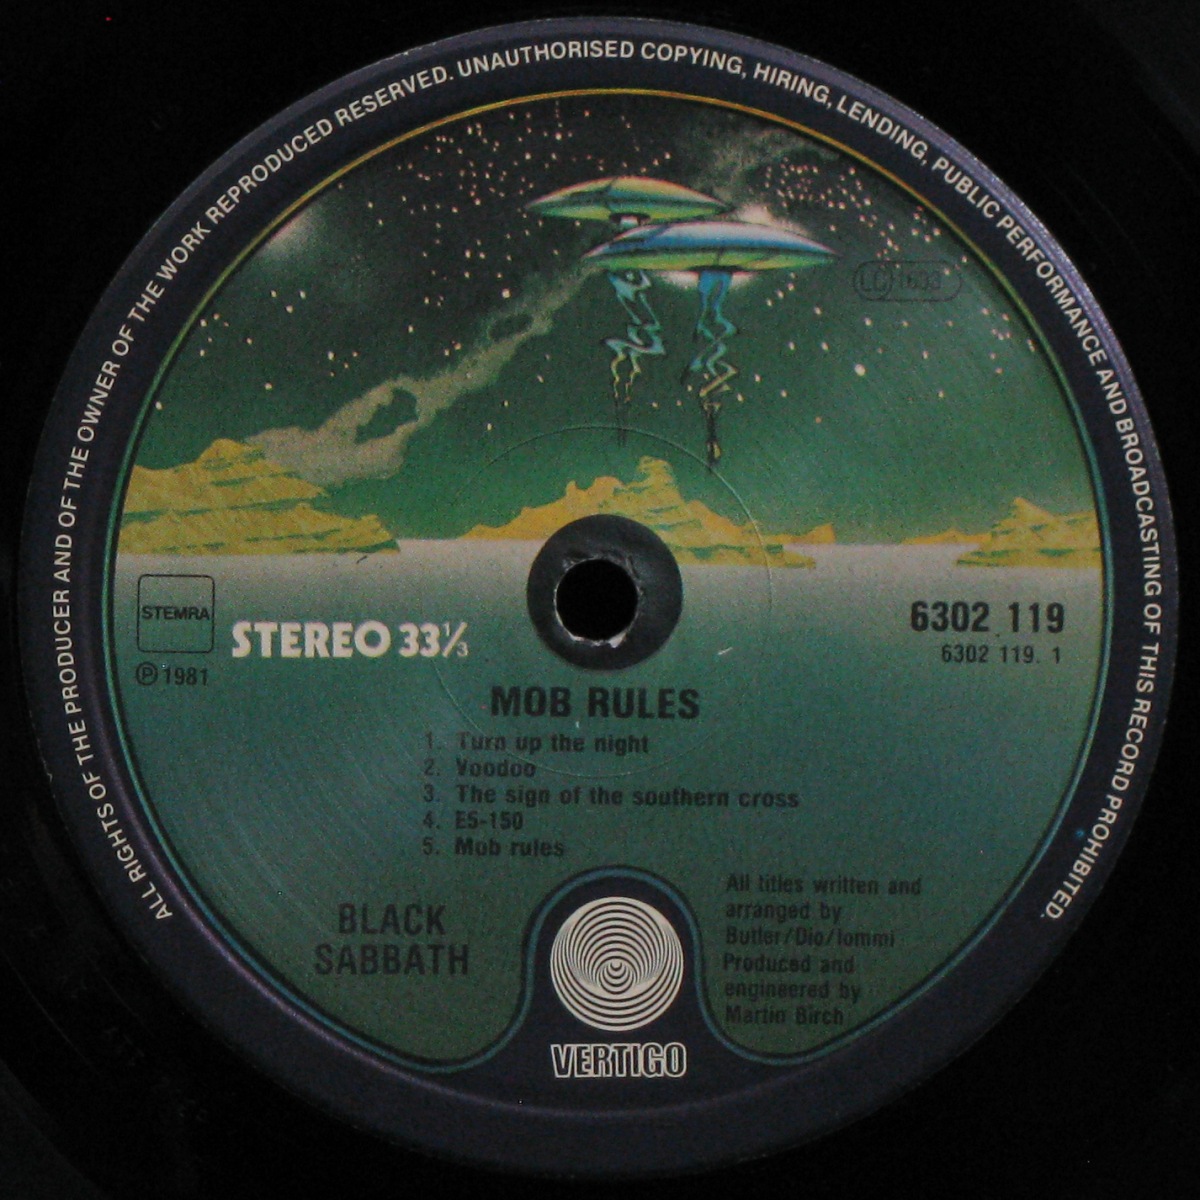 ALL RIGHTS OF THE PRODUCER AND OF THE OWNER OF THE WORK REPRODUCED RESERVED. UNAUTHORISED COPYING, HIRING, LENDING, PUBLIC PERFORMANCE AND BROADCASTING OF THIS RECORD PROHIBITED.
LC 1633
STEMRA
STEREO 33⅓
6302 119
6302 119. 1
℗ 1981
MOB RULES
1. Turn up the night
2. Voodoo
3. The sign of the southern cross
4. E5-150
5. Mob rules
BLACK
SABBATH
All titles written and
arranged by
Butler/Dio/Iommi
Produced and
engineered by
Martin Birch
VERTIGO